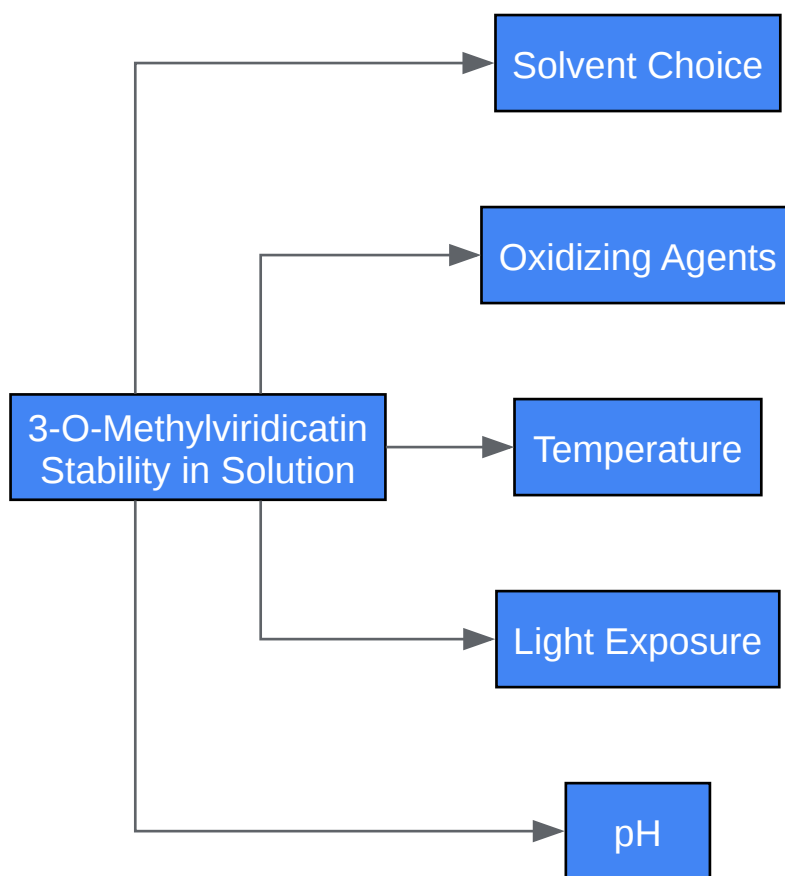 Solvent Choice
Oxidizing Agents
3-O-Methylviridicatin
Stability in Solution
Temperature
Light Exposure
pH